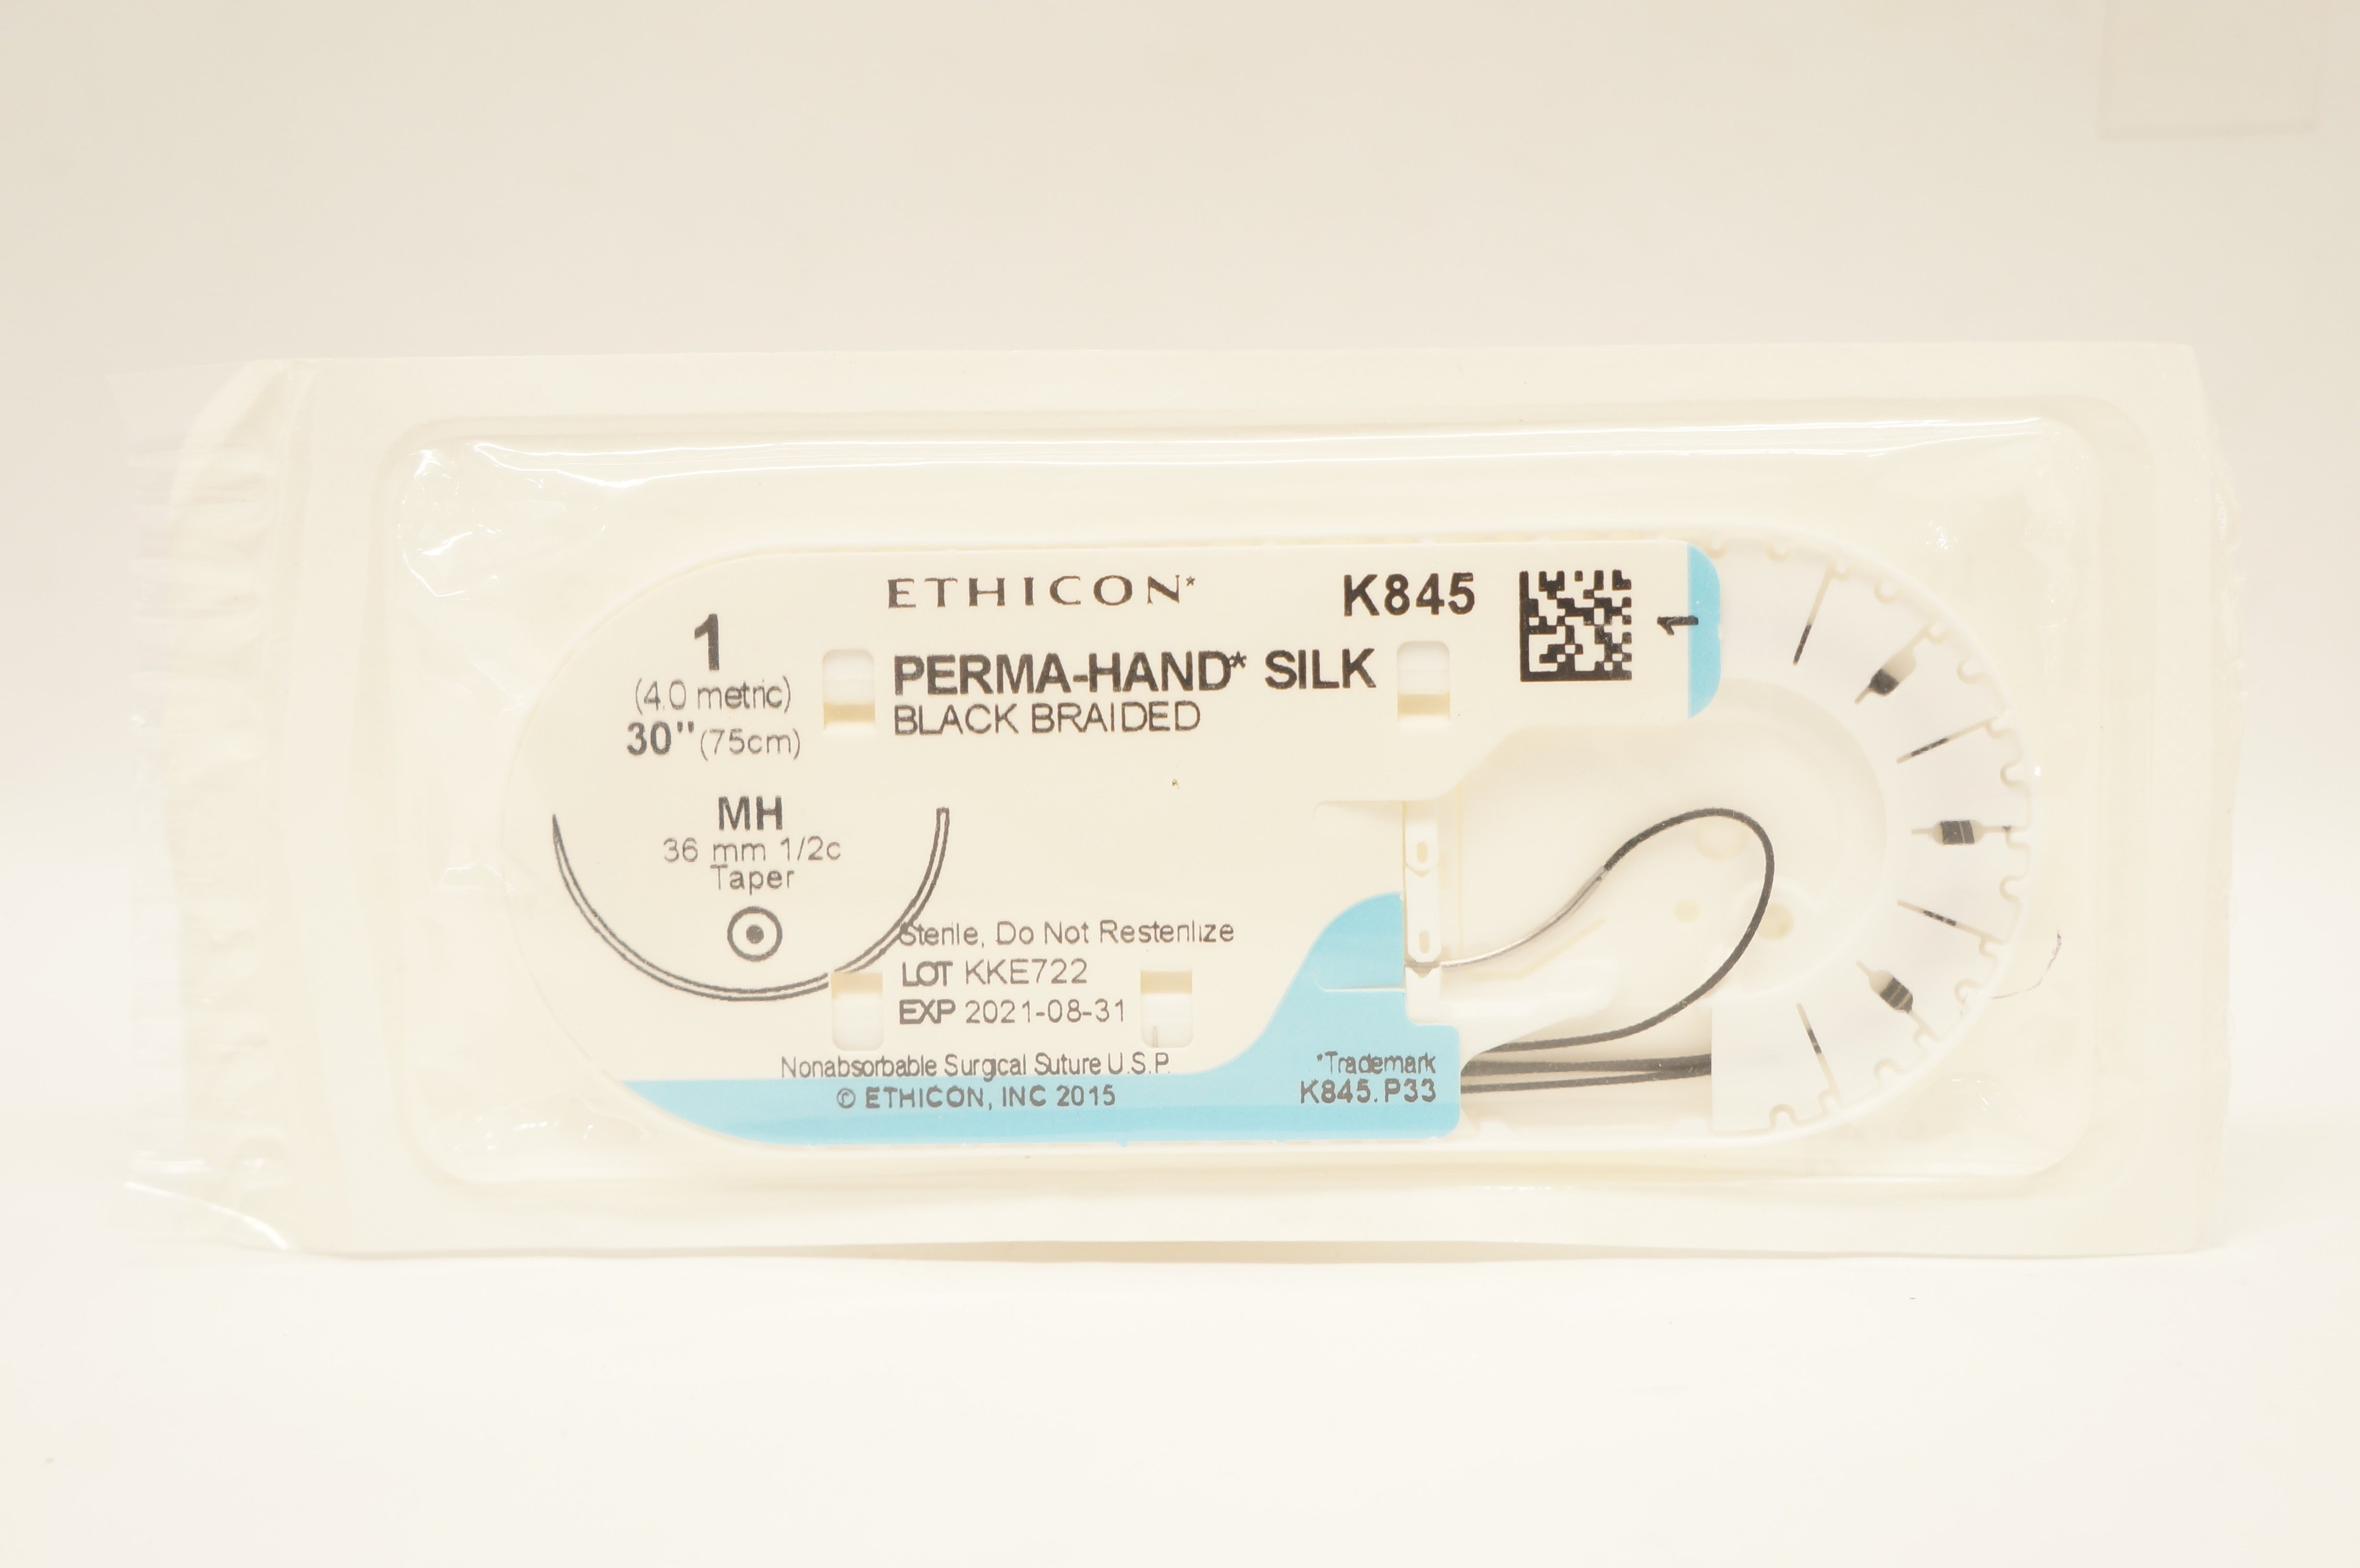 ETHICON* K845
1
1
(4.0 metric)
30" (75cm)
PERMA-HAND* SILK
BLACK BRAIDED
MH
36 mm 1/2c
Taper
Sterile, Do Not Resterilize
LOT KKE722
EXP 2021-08-31
Nonabsorbable Surgical Suture U.S.P.
© ETHICON, INC 2015
*Trademark
K845.P33